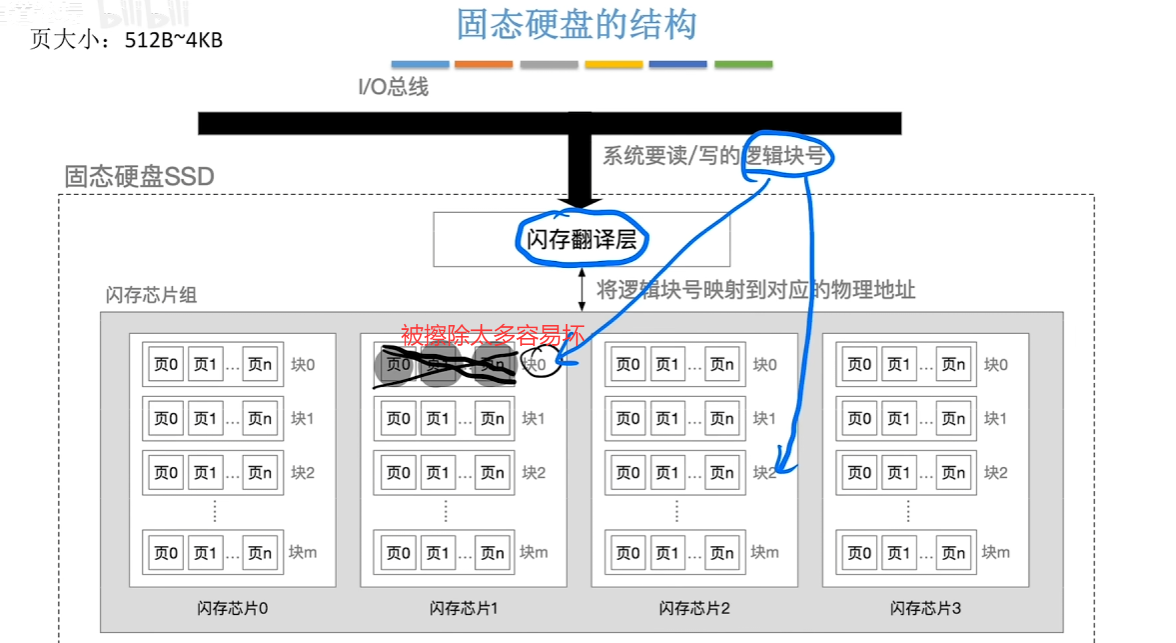 bilibili
固态硬盘的结构
页大小：512B~4KB
I/O总线
系统要读/写的逻辑块号
固态硬盘SSD
闪存翻译层
将逻辑块号映射到对应的物理地址
闪存芯片组
被擦除太多容易坏
页0 页1 … 页n 块0
页0 页1 … 页n 块1
页0 页1 … 页n 块2
页0 页1 … 页n 块m
闪存芯片0
页0 页n 块0
页0 页1 … 页n 块1
页0 页1 … 页n 块2
页0 页1 … 页n 块m
闪存芯片1
页0 页1 … 页n 块0
页0 页1 … 页n 块1
页0 页1 … 页n 块2
页0 页1 … 页n 块m
闪存芯片2
页0 页1 … 页n 块0
页0 页1 … 页n 块1
页0 页1 … 页n 块2
页0 页1 … 页n 块m
闪存芯片3